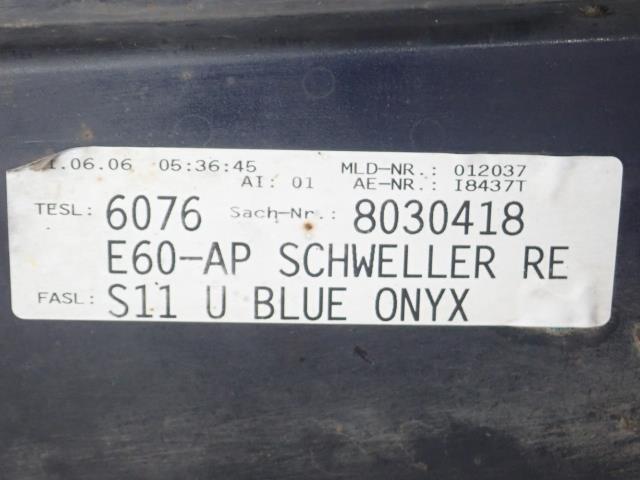 1.06.06 05:36:45 MLD-NR.: 012037
AI: 01 AE-NR.: I8437T
TESL: 6076 Sach-Nr.: 8030418
E60-AP SCHWELLER RE
FASL: S11 U BLUE ONYX